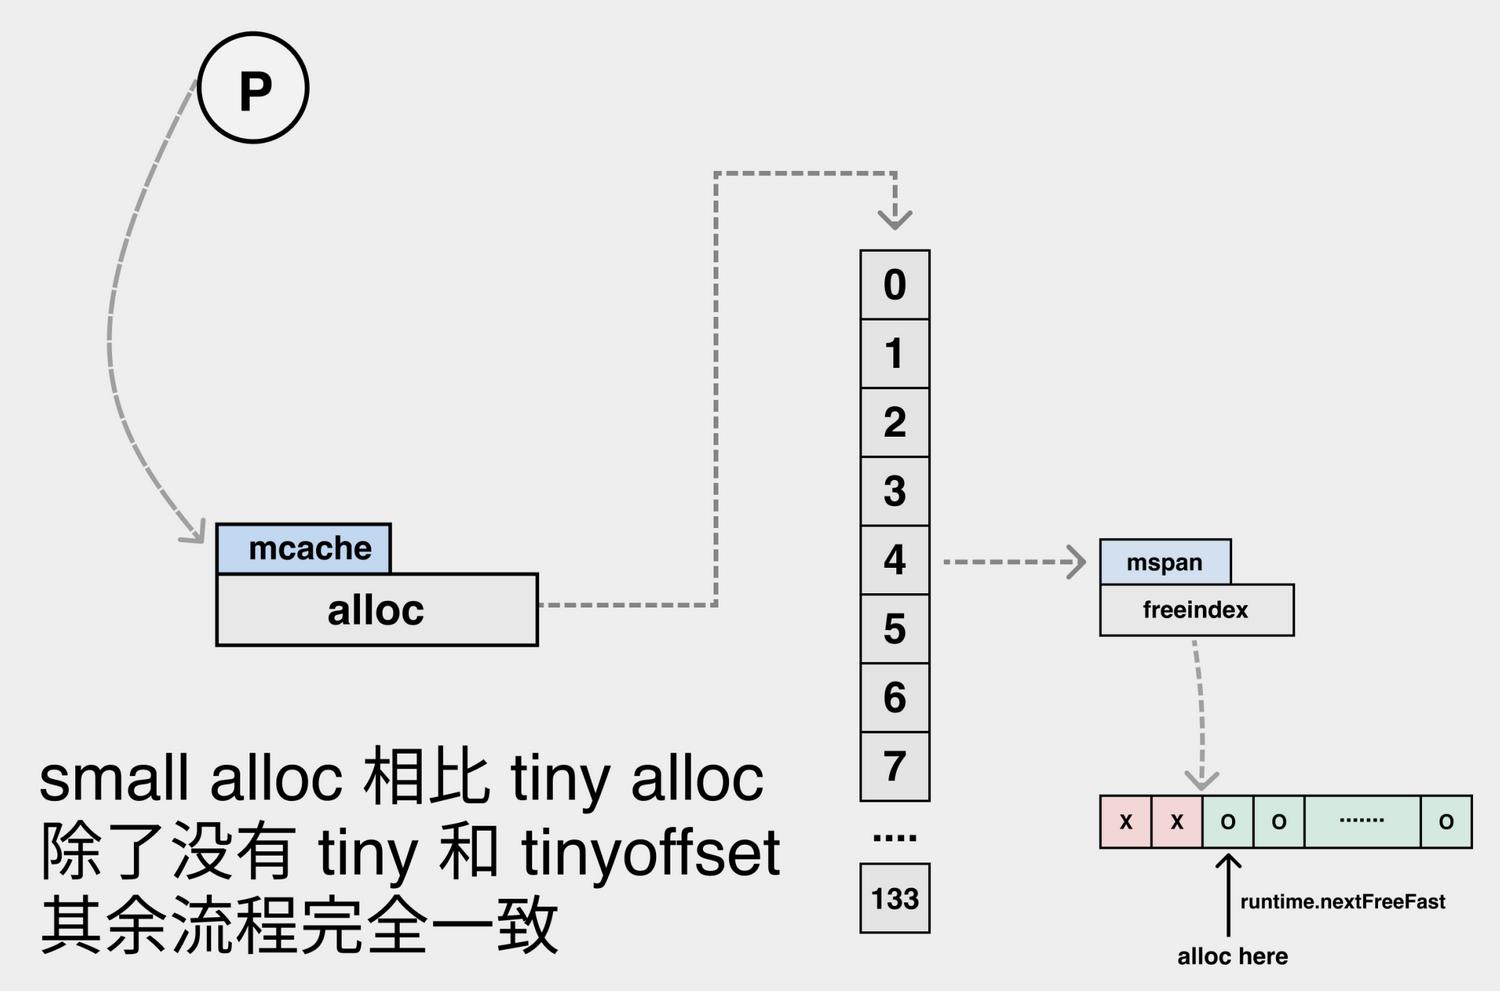 P
mcache
alloc
0
1
2
3
4
5
6
7
....
133
mspan
freeindex
x x o o ······· o
runtime.nextFreeFast
alloc here
small alloc 相比 tiny alloc
除了没有 tiny 和 tinyoffset
其余流程完全一致